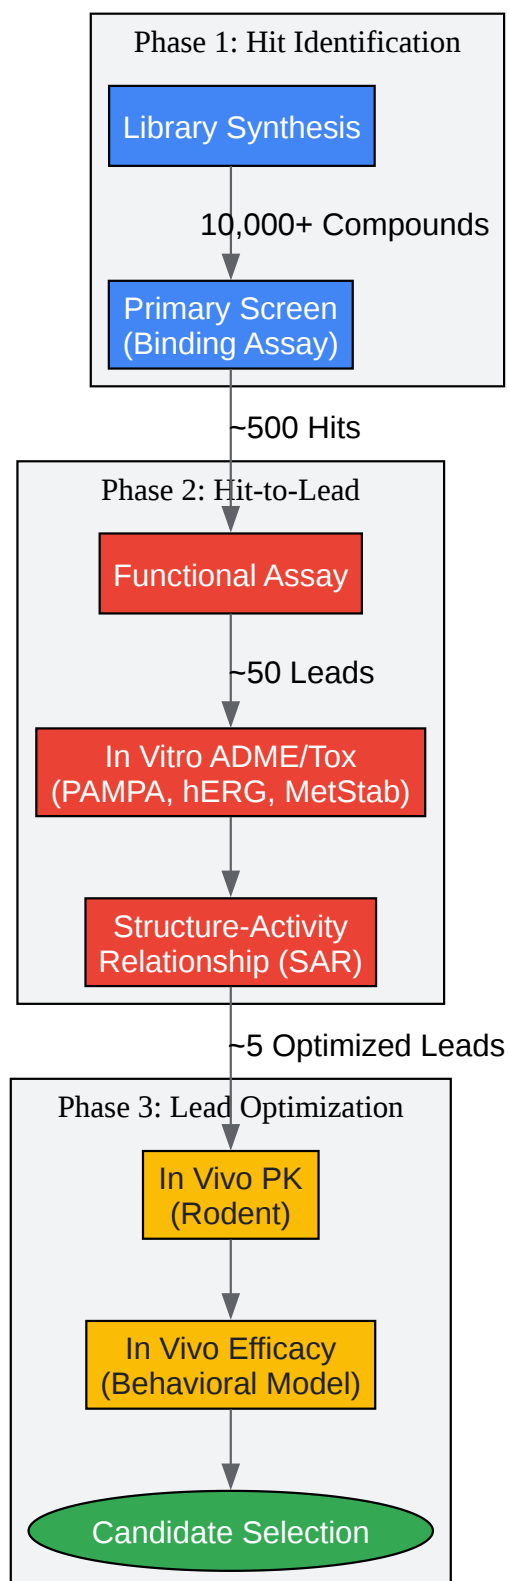 Phase 1: Hit Identification
Library Synthesis
10,000+ Compounds
Primary Screen
(Binding Assay)
~500 Hits
Phase 2: Hit-to-Lead
Functional Assay
~50 Leads
In Vitro ADME/Tox
(PAMPA, hERG, MetStab)
Structure-Activity
Relationship (SAR)
~5 Optimized Leads
Phase 3: Lead Optimization
In Vivo PK
(Rodent)
In Vivo Efficacy
(Behavioral Model)
Candidate Selection